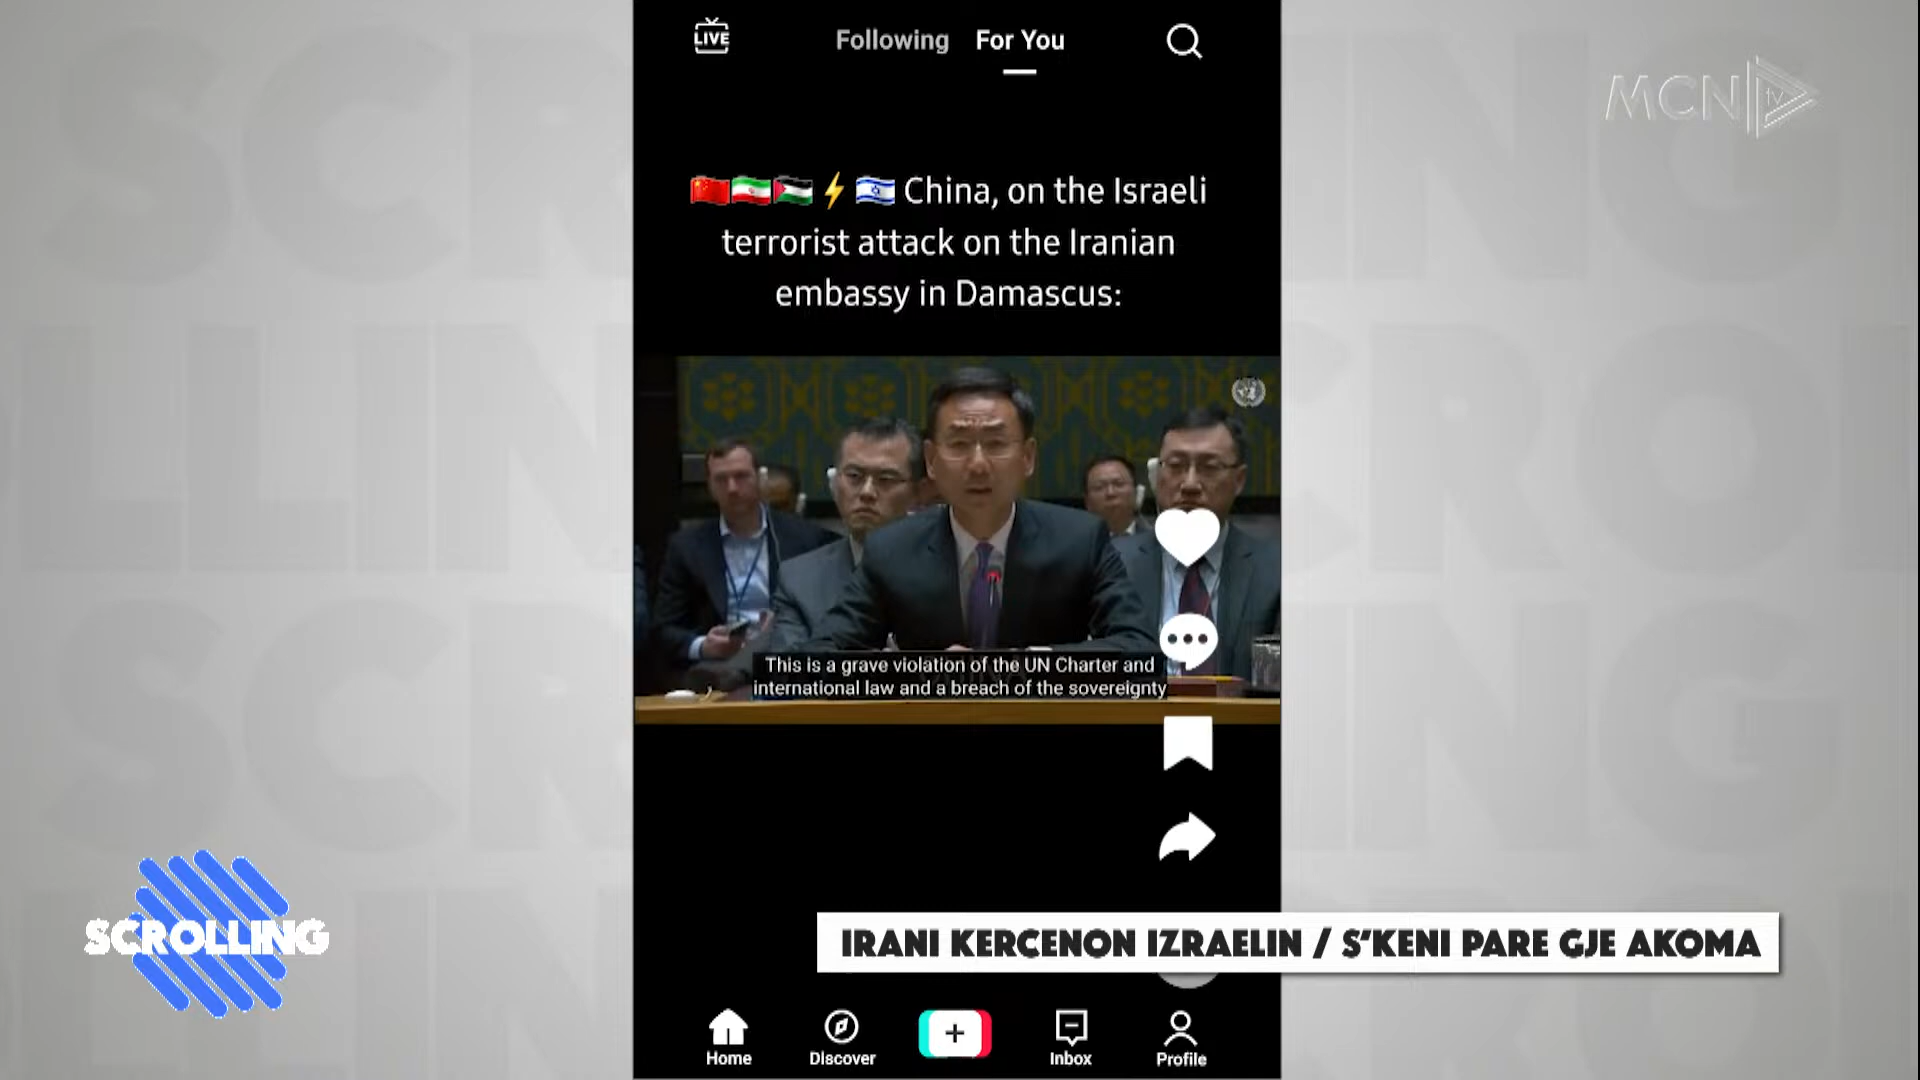 LIVE
Following
For You
MCN
tv
🇨🇳🇮🇷🇵🇸⚡🇮🇱 China, on the Israeli
terrorist attack on the Iranian
embassy in Damascus:
This is a grave violation of the UN Charter and
international law and a breach of the sovereignty
SCROLLING
IRANI KERCENON IZRAELIN / S'KENI PARE GJE AKOMA
Home
Discover
Inbox
Profile